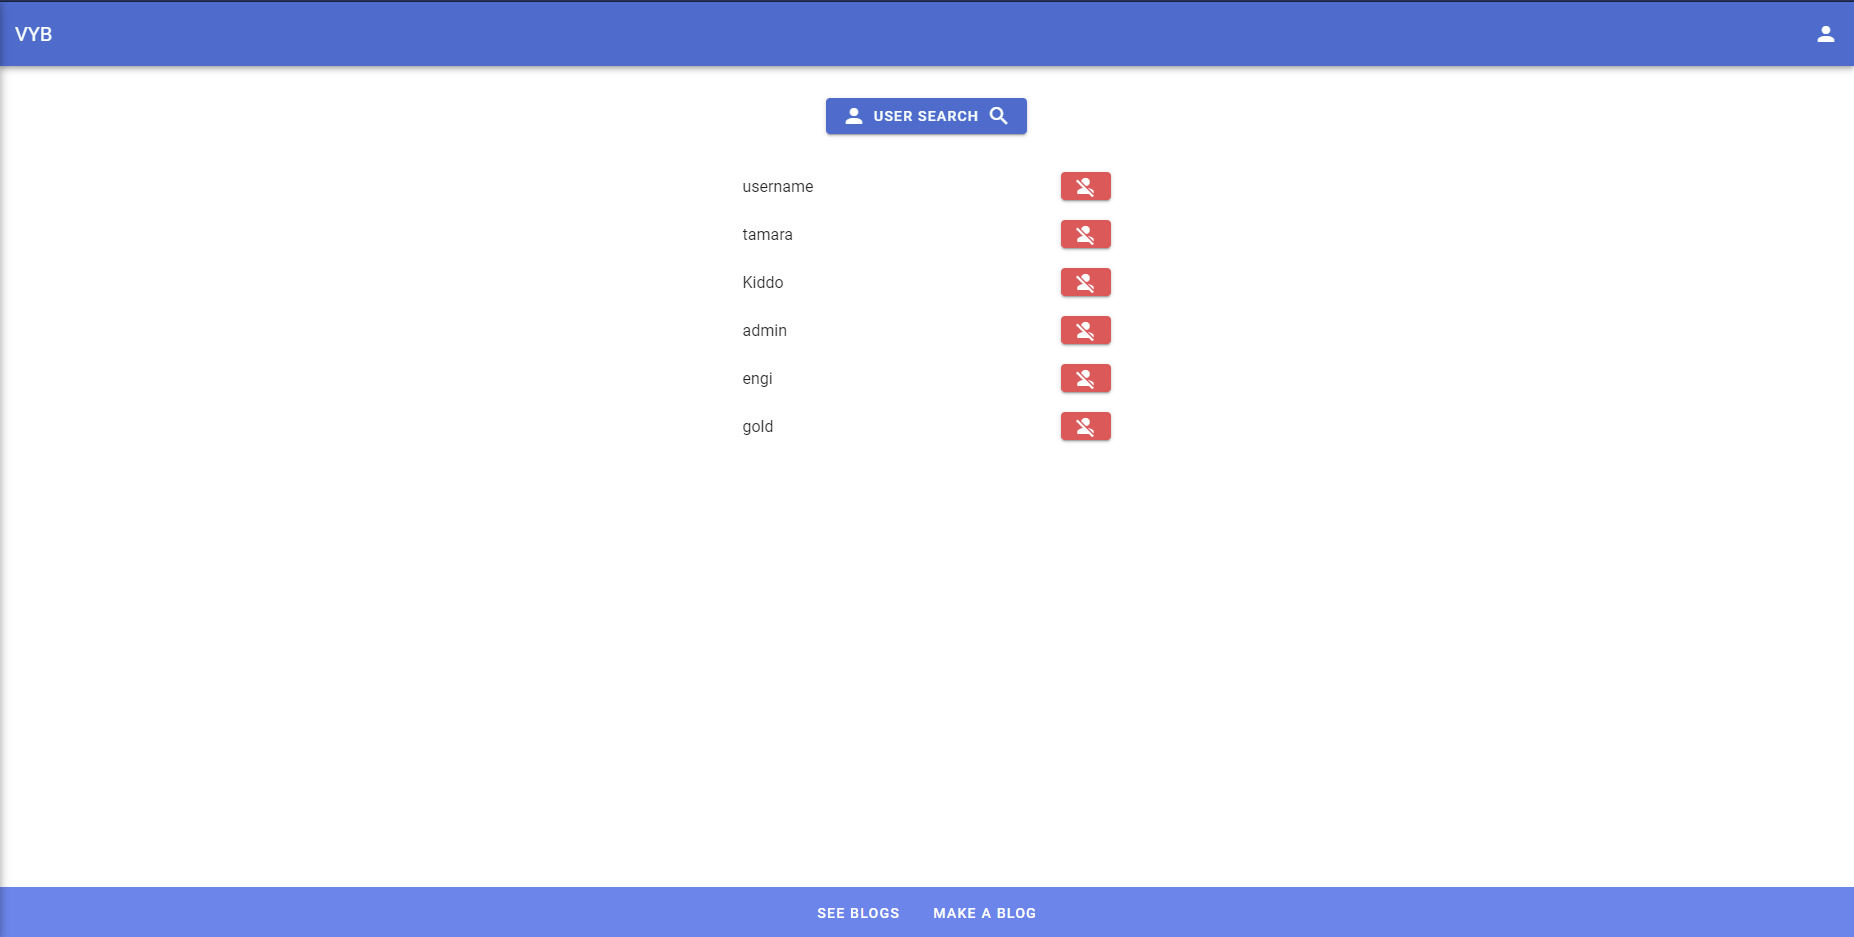 VYB
USER SEARCH
username
tamara
Kiddo
admin
engi
gold
SEE BLOGS MAKE A BLOG